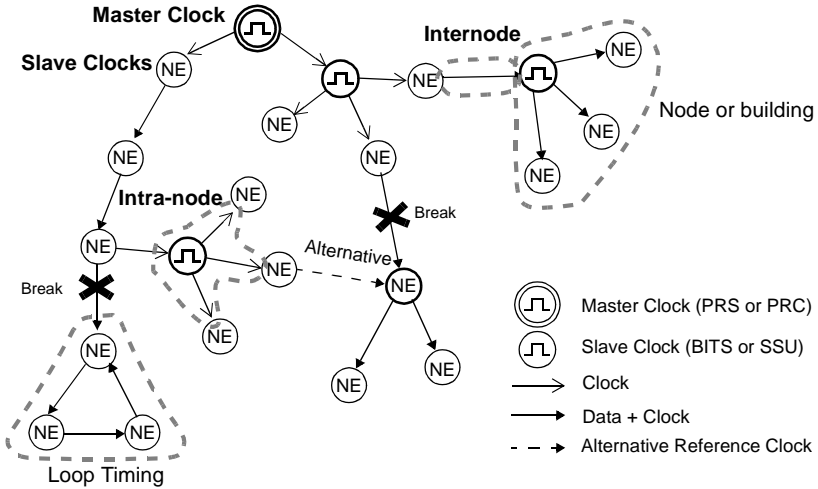 Master Clock
Internode
Slave Clocks
NE
NE
NE
NE
Node or building
NE
NE
NE
NE
NE
Intra-node
NE
Break
NE
NE
Alternative
Break
NE
NE
NE
NE
NE
NE
NE
NE
Loop Timing
Master Clock (PRS or PRC)
Slave Clock (BITS or SSU)
Clock
Data + Clock
Alternative Reference Clock